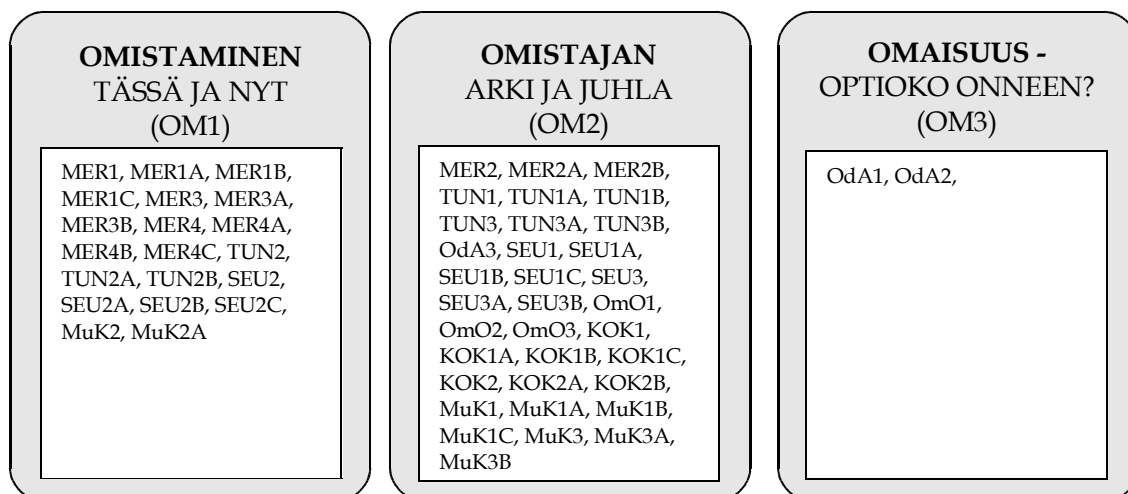 OMISTAMINEN
TÄSSÄ JA NYT
(OM1)
MER1, MER1A, MER1B,
MER1C, MER3, MER3A,
MER3B, MER4, MER4A,
MER4B, MER4C, TUN2,
TUN2A, TUN2B, SEU2,
SEU2A, SEU2B, SEU2C,
MuK2, MuK2A
OMISTAJAN
ARKI JA JUHLA
(OM2)
MER2, MER2A, MER2B,
TUN1, TUN1A, TUN1B,
TUN3, TUN3A, TUN3B,
OdA3, SEU1, SEU1A,
SEU1B, SEU1C, SEU3,
SEU3A, SEU3B, OmO1,
OmO2, OmO3, KOK1,
KOK1A, KOK1B, KOK1C,
KOK2, KOK2A, KOK2B,
MuK1, MuK1A, MuK1B,
MuK1C, MuK3, MuK3A,
MuK3B
OMAISUUS -
OPTIOKO ONNEEN?
(OM3)
OdA1, OdA2,